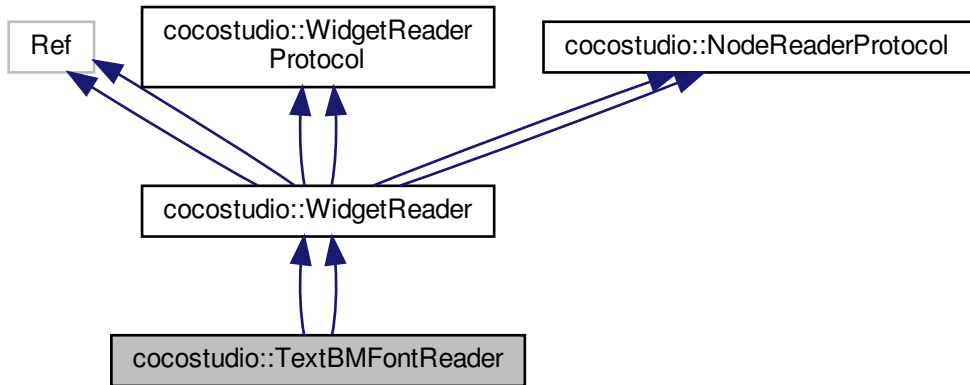 Ref
cocostudio::WidgetReader
Protocol
cocostudio::NodeReaderProtocol
cocostudio::WidgetReader
cocostudio::TextBMFontReader